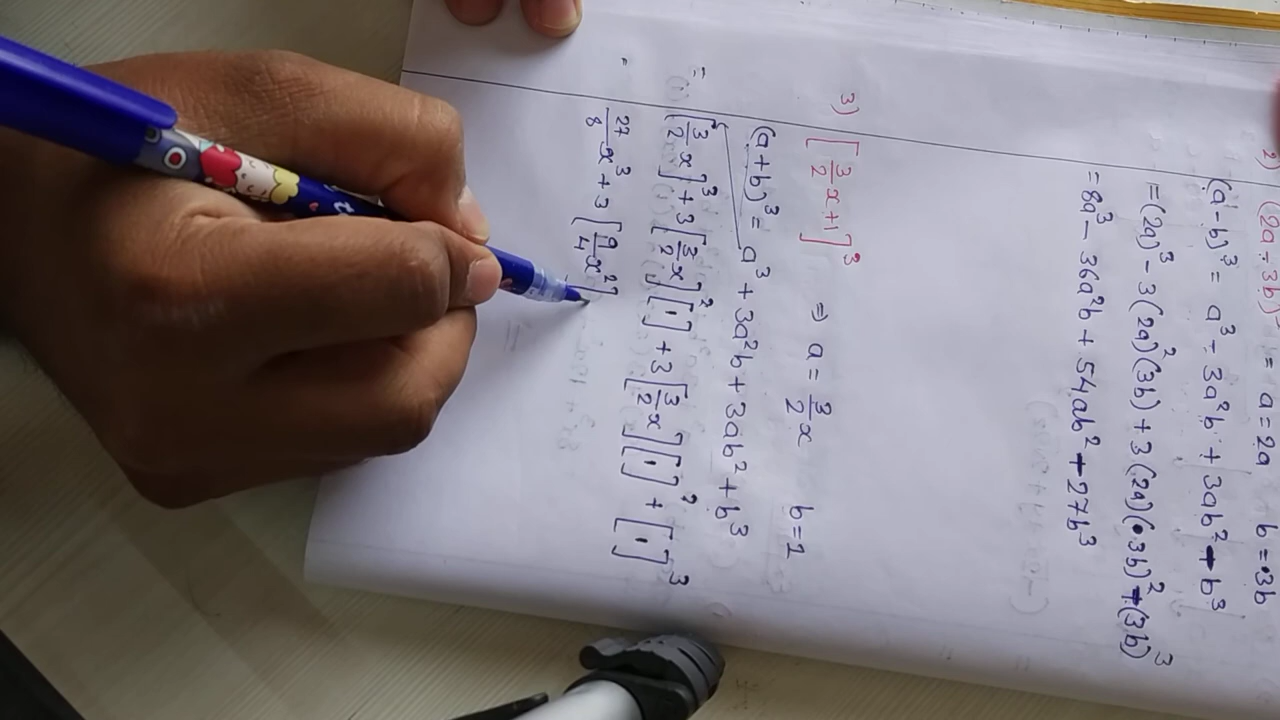 2) (2a-3b)³ = a = 2a b = 3b
(a-b)³ = a³ - 3a²b + 3ab² - b³
= (2a)³ - 3(2a)²(3b) + 3(2a)(3b)² - (3b)³
= 8a³ - 36a²b + 54ab² - 27b³
3) [3/2 x+1]³ ⇒ a = 3/2 x b=1
(a+b)³ = a³ + 3a²b + 3ab² + b³
= [3/2 x]³ + 3[3/2 x]² [1] + 3[3/2 x][1]² + [1]³
= 27/8 x³ + 3 [9/4 x²]